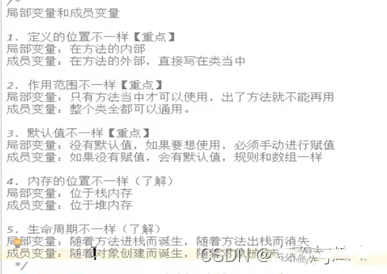 /*
局部变量和成员变量
1. 定义的位置不一样【重点】
局部变量：在方法的内部
成员变量：在方法的外部，直接写在类当中
2. 作用范围不一样【重点】
局部变量：只有方法当中才可以使用，出了方法就不能再用
成员变量：整个类全都可以通用。
3. 默认值不一样【重点】
局部变量：没有默认值，如果要想使用，必须手动进行赋值
成员变量：如果没有赋值，会有默认值，规则和数组一样
4. 内存的位置不一样（了解）
局部变量：位于栈内存
成员变量：位于堆内存
5. 生命周期不一样（了解）
局部变量：随着方法进栈而诞生，随着方法出栈而消失
成员变量：随着对象创建而诞生，随着对象被
*/
CSDN @